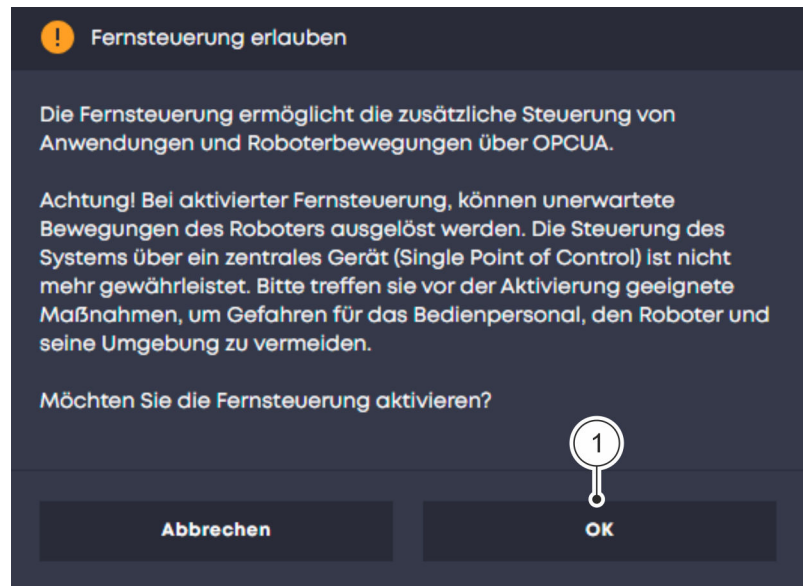 ! Fernsteuerung erlauben
Die Fernsteuerung ermöglicht die zusätzliche Steuerung von
Anwendungen und Roboterbewegungen über OPCUA.
Achtung! Bei aktivierter Fernsteuerung, können unerwartete
Bewegungen des Roboters ausgelöst werden. Die Steuerung des
Systems über ein zentrales Gerät (Single Point of Control) ist nicht
mehr gewährleistet. Bitte treffen sie vor der Aktivierung geeignete
Maßnahmen, um Gefahren für das Bedienpersonal, den Roboter und
seine Umgebung zu vermeiden.
Möchten Sie die Fernsteuerung aktivieren?
1
Abbrechen OK